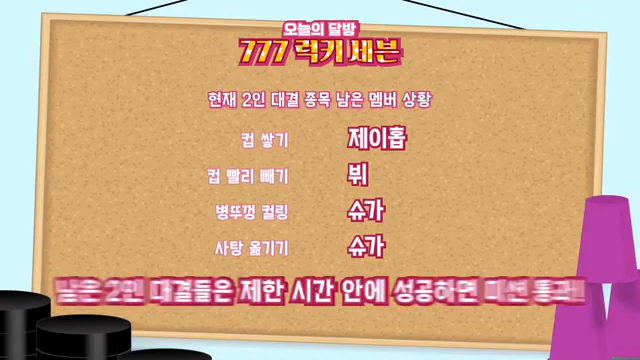 오늘의 달방
777 럭키세븐
현재 2인 대결 종목 남은 멤버 상황
컵 쌓기 제이홉
컵 빨리 빼기 뷔
병뚜껑 컬링 슈가
사탕 옮기기 슈가
남은 2인 대결들은 제한 시간 안에 성공하면 미션 통과!!